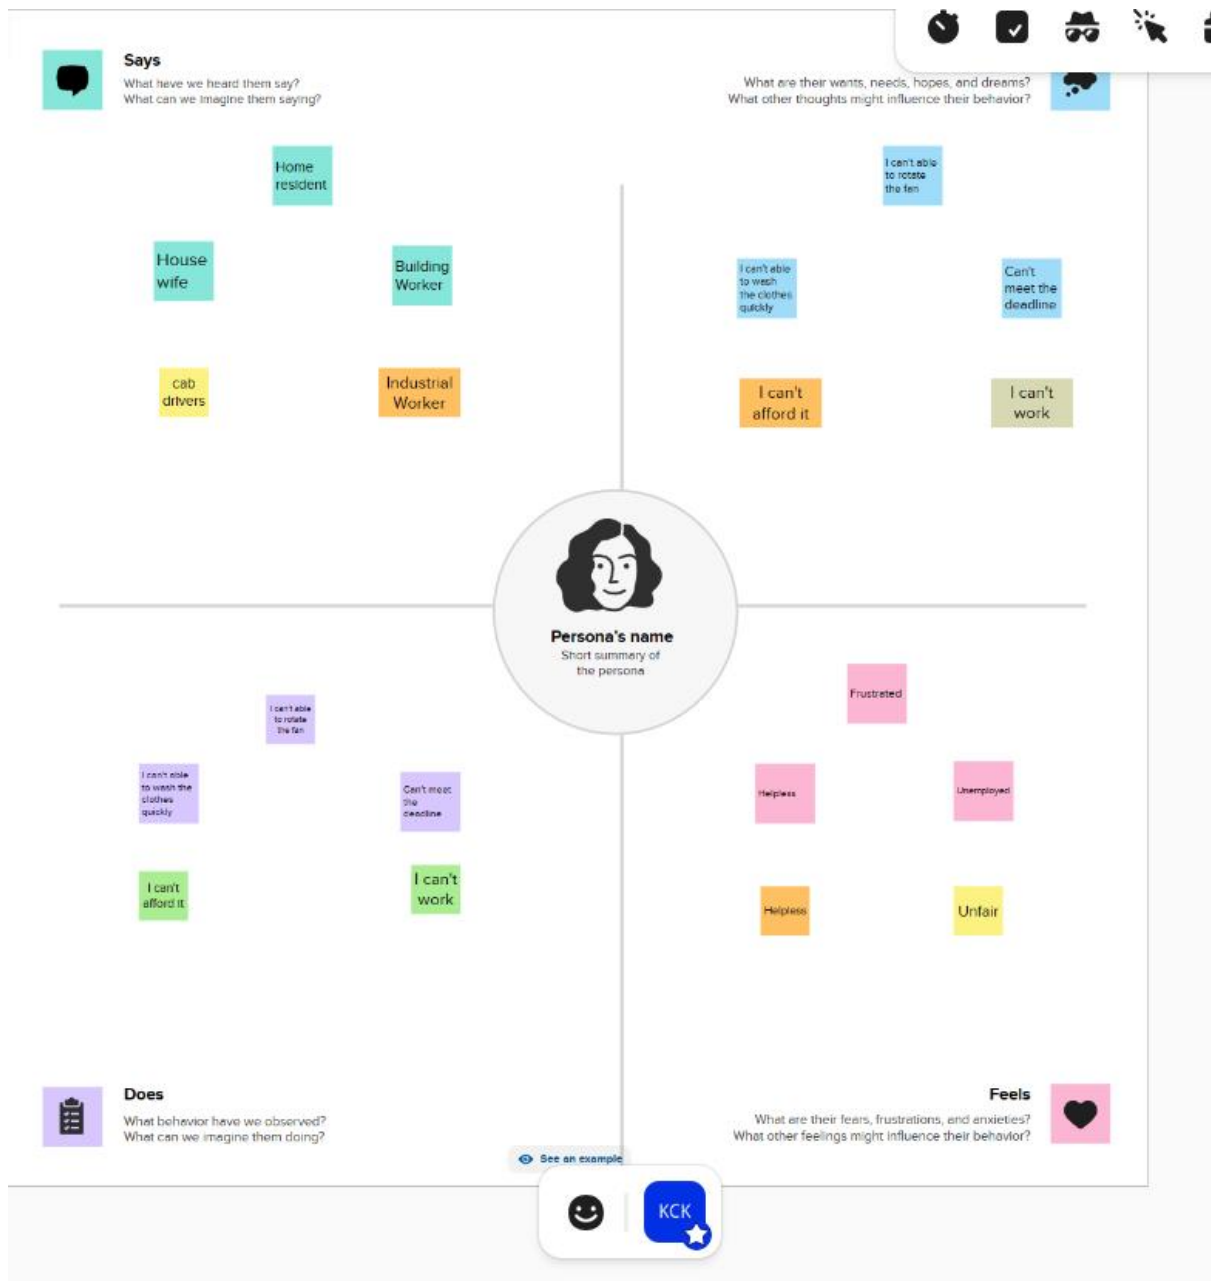 Says
What have we heard them say?
What can we imagine them saying?
What are their wants, needs, hopes, and dreams?
What other thoughts might influence their behavior?
Home
resident
House
wife
Building
Worker
cab
drivers
Industrial
Worker
I can't able
to rotate
the fan
I can't able
to wash
the clothes
quickly
Can't
meet the
deadline
I can't
afford it
I can't
work
Persona's name
Short summary of
the persona
I can't able
to rotate
the fan
I can't able
to wash the
clothes
quickly
Can't meet
the
deadline
I can't
afford it
I can't
work
Frustrated
Helpless
Unemployed
Helpless
Unfair
Does
What behavior have we observed?
What can we imagine them doing?
Feels
What are their fears, frustrations, and anxieties?
What other feelings might influence their behavior?
See an example
KCK